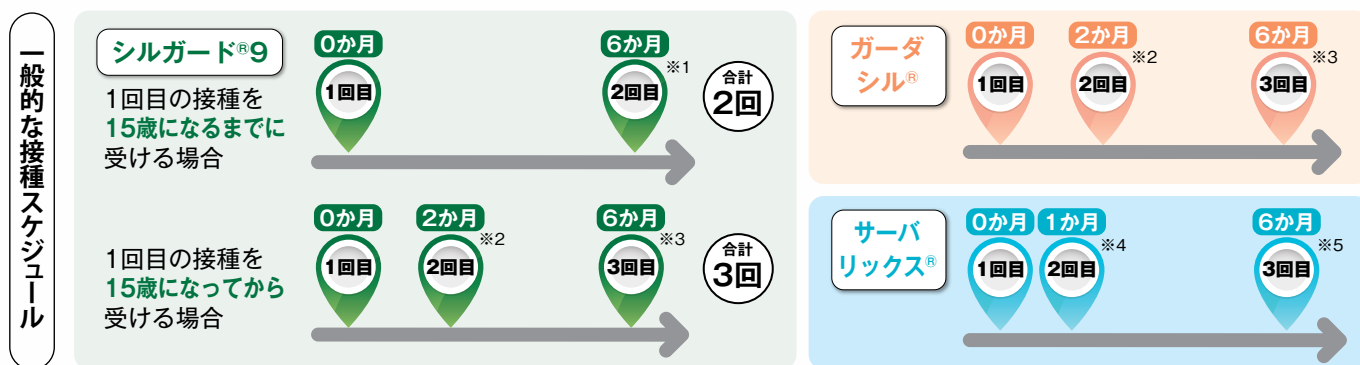 一般的な接種スケジュール
シルガード®9
1回目の接種を
15歳になるまでに
受ける場合
0か月
1回目
6か月
※1
2回目
合計
2回
1回目の接種を
15歳になってから
受ける場合
0か月
1回目
2か月
※2
2回目
6か月
※3
3回目
合計
3回
ガーダ
シル®
0か月
1回目
2か月
※2
2回目
6か月
※3
3回目
サーバ
リックス®
0か月
1回目
1か月
※4
2回目
6か月
※5
3回目